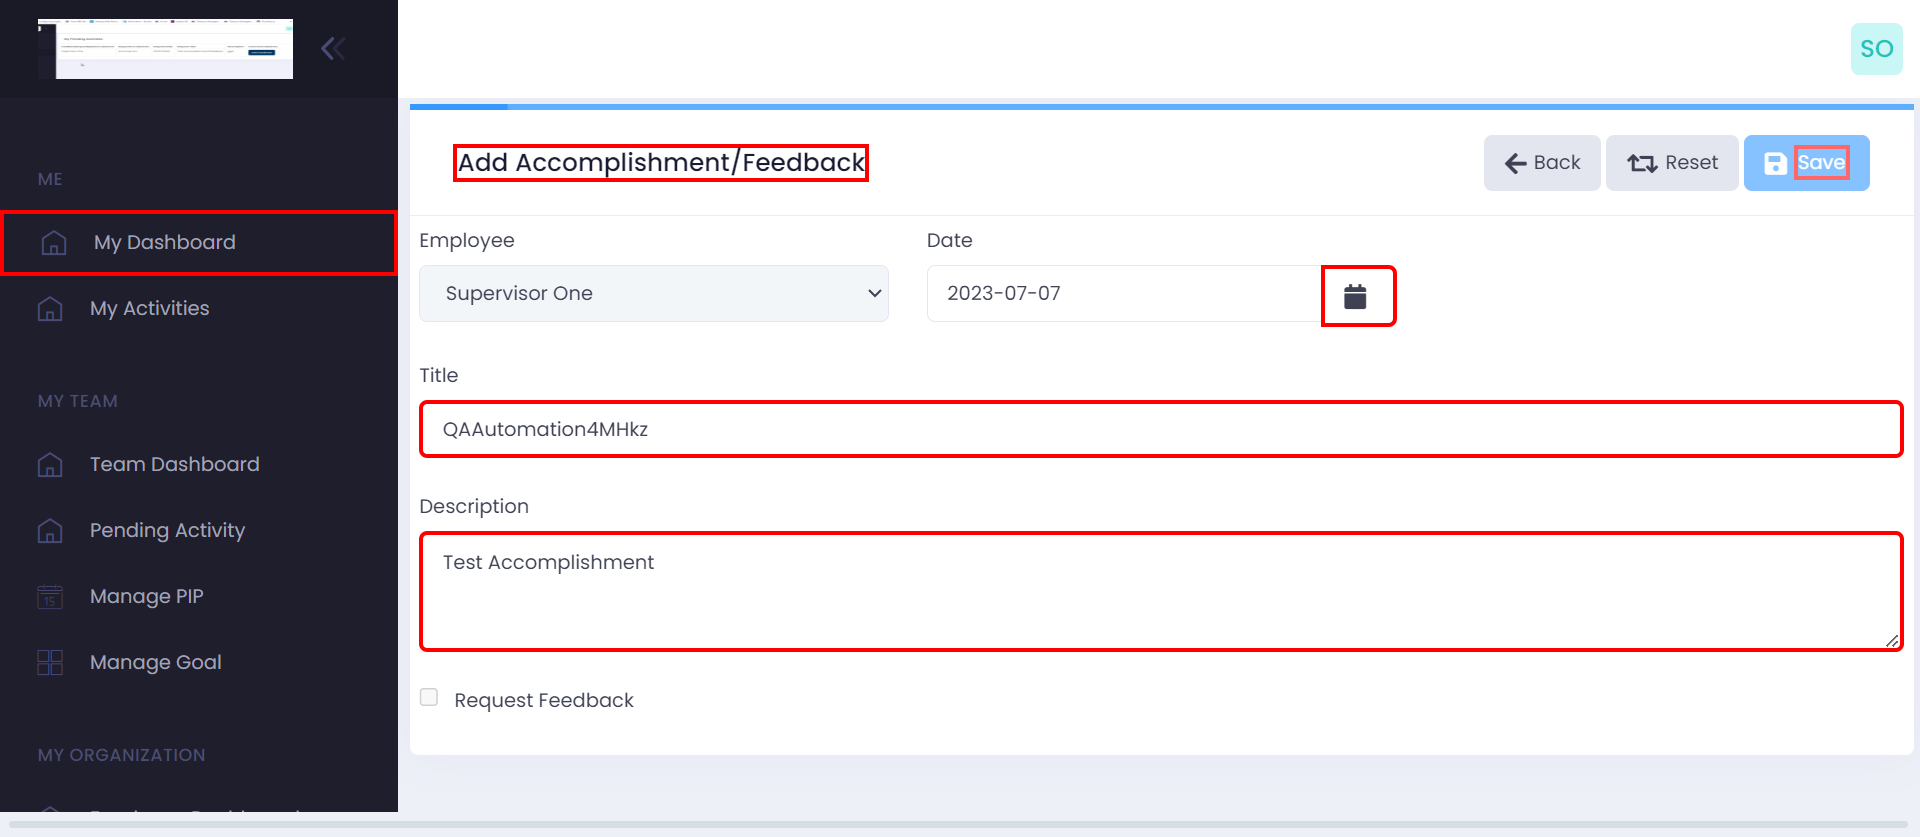 SO
ME
My Dashboard
My Activities
MY TEAM
Team Dashboard
Pending Activity
Manage PIP
15
Manage Goal
MY ORGANIZATION
Add Accomplishment/Feedback
Back
Reset
Save
Employee
Date
Supervisor One
2023-07-07
Title
QAAutomation4MHkz
Description
Test Accomplishment
Request Feedback